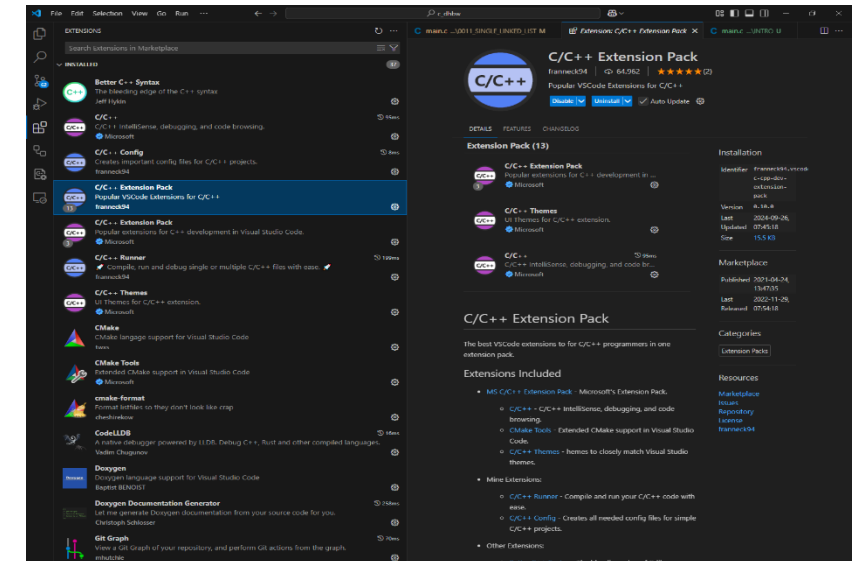 File Edit Selection View Go Run ...
EXTENSIONS
Search Extensions in Marketplace
INSTALLED
37
Better C++ Syntax
The bleeding edge of the C++ syntax
Jeff Hykin
C/C++
C/C++ IntelliSense, debugging, and code browsing.
Microsoft
C/C++ Config
Creates important config files for C/C++ projects.
franneck94
C/C++ Extension Pack
Popular VSCode Extensions for C/C++
franneck94
13
C/C++ Extension Pack
Popular extensions for C++ development in Visual Studio Code.
Microsoft
3
C/C++ Runner
199ms
🚀 Compile, run and debug single or multiple C/C++ files with ease. 🚀
franneck94
C/C++ Themes
UI Themes for C/C++ extension.
Microsoft
CMake
CMake langage support for Visual Studio Code
twxs
CMake Tools
Extended CMake support in Visual Studio Code
Microsoft
cmake-format
Format listfiles so they don't look like crap
cheshirekow
CodeLLDB
A native debugger powered by LLDB. Debug C++, Rust and other compiled languages.
Vadim Chugunov
Doxygen
Doxygen language support for Visual Studio Code
Baptist BENOIST
Doxygen Documentation Generator
258ms
Let me generate Doxygen documentation from your source code for you.
Christoph Schlosser
Git Graph
70ms
View a Git Graph of your repository, and perform Git actions from the graph.
mhutchie
main.c ...\0011_SINGLE_LINKED_LIST M
Extension: C/C++ Extension Pack
main.c ...\INTRO U
C/C++
C/C++ Extension Pack
franneck94 | 64,962 | ★★★★★(2)
Popular VSCode Extensions for C/C++
Disable Uninstall Auto Update
DETAILS FEATURES CHANGELOG
Extension Pack (13)
C/C++ Extension Pack
Popular extensions for C++ development in ...
Microsoft
C/C++ Themes
UI Themes for C/C++ extension.
Microsoft
C/C++
C/C++ IntelliSense, debugging, and code br...
Microsoft
C/C++ Extension Pack
The best VSCode extensions to for C/C++ programmers in one
extension pack.
Extensions Included
• MS C/C++ Extension Pack - Microsoft's Extension Pack.
C/C++ - C/C++ IntelliSense, debugging, and code
browsing.
CMake Tools - Extended CMake support in Visual Studio
Code.
C/C++ Themes - hemes to closely match Visual Studio
themes.
• Mine Extensions:
C/C++ Runner - Compile and run your C/C++ code with
ease.
C/C++ Config - Creates all needed config files for simple
C/C++ projects.
• Other Extensions:
Installation
Identifier
c-cpp-dev-
extension-
pack
Version
Last Updated 2024-09-26,
07:45:18
Size 15.5 KB
Marketplace
Published 2021-04-24,
13:47:35
Last Released 2022-11-29,
07:54:18
Categories
Extension Packs
Resources
Marketplace
Issues
Repository
License
franneck94